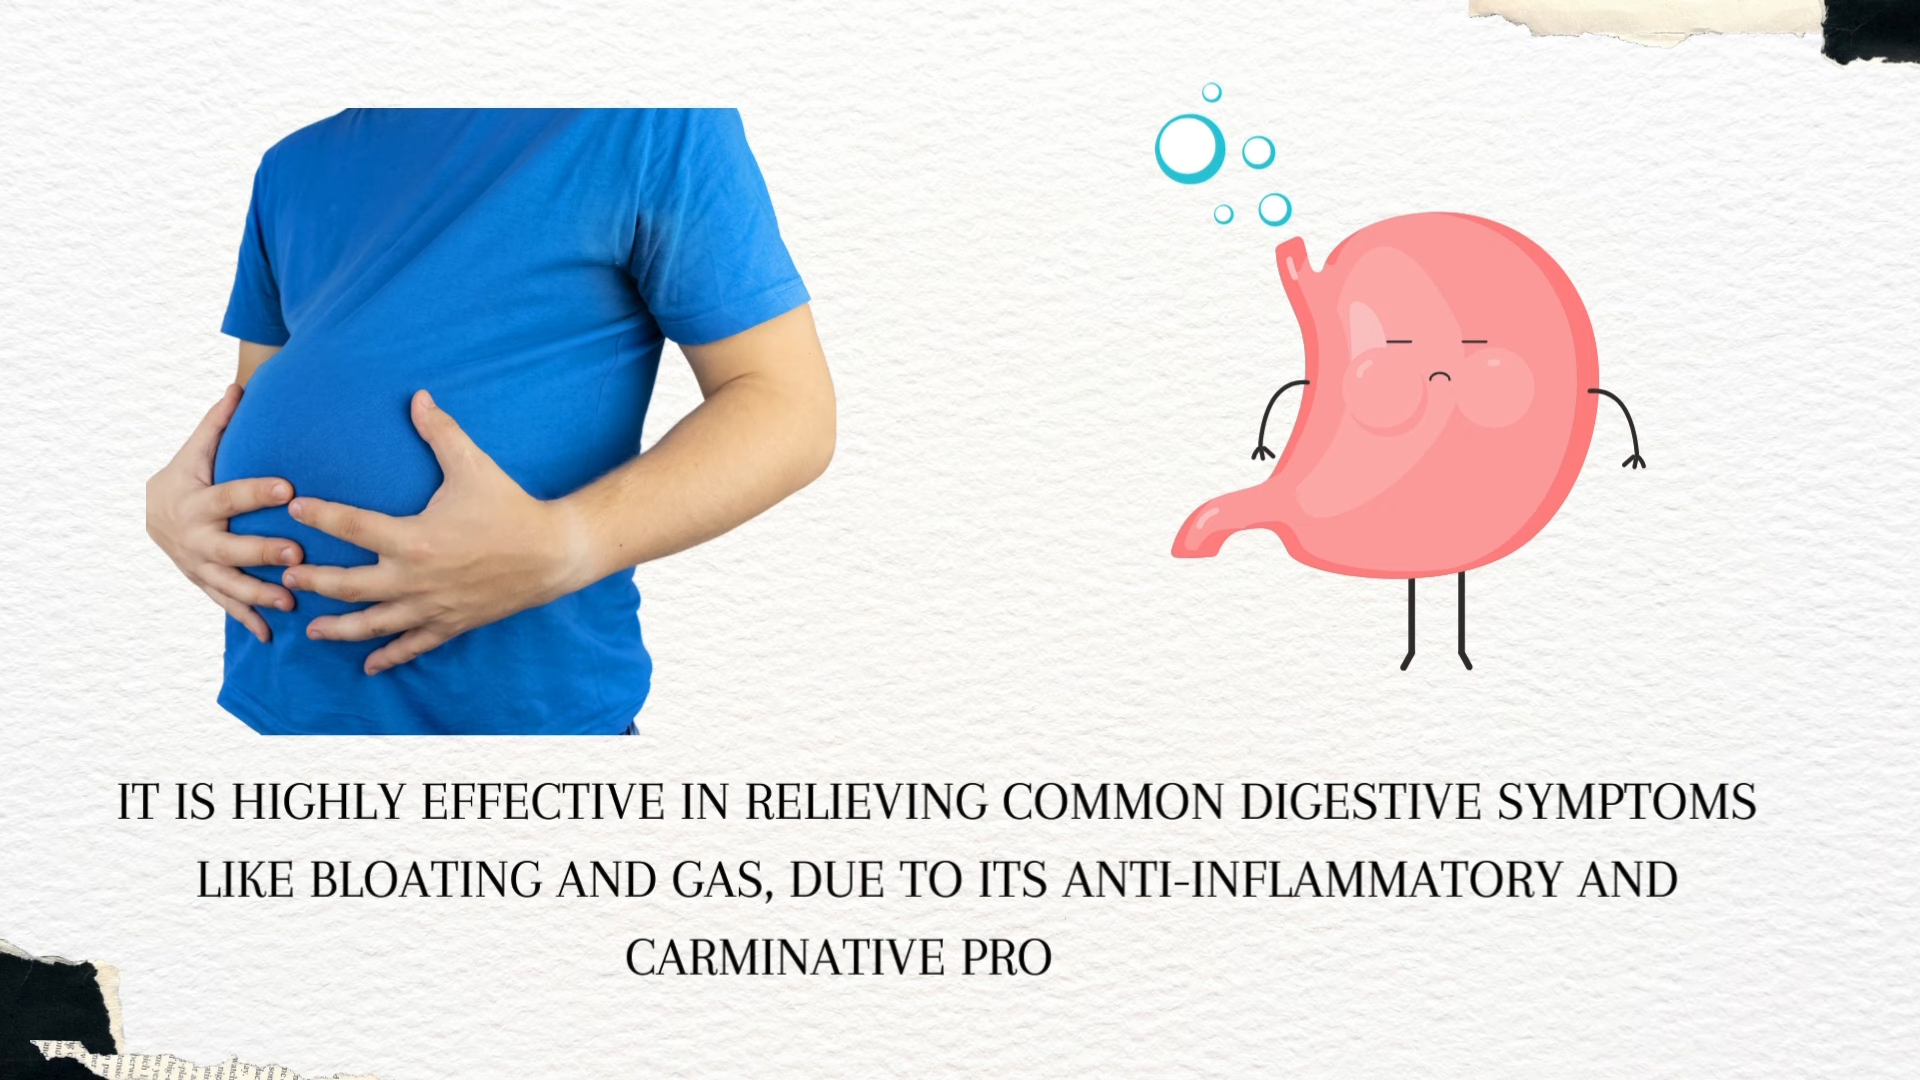 IT IS HIGHLY EFFECTIVE IN RELIEVING COMMON DIGESTIVE SYMPTOMS
LIKE BLOATING AND GAS, DUE TO ITS ANTI-INFLAMMATORY AND
CARMINATIVE PRO